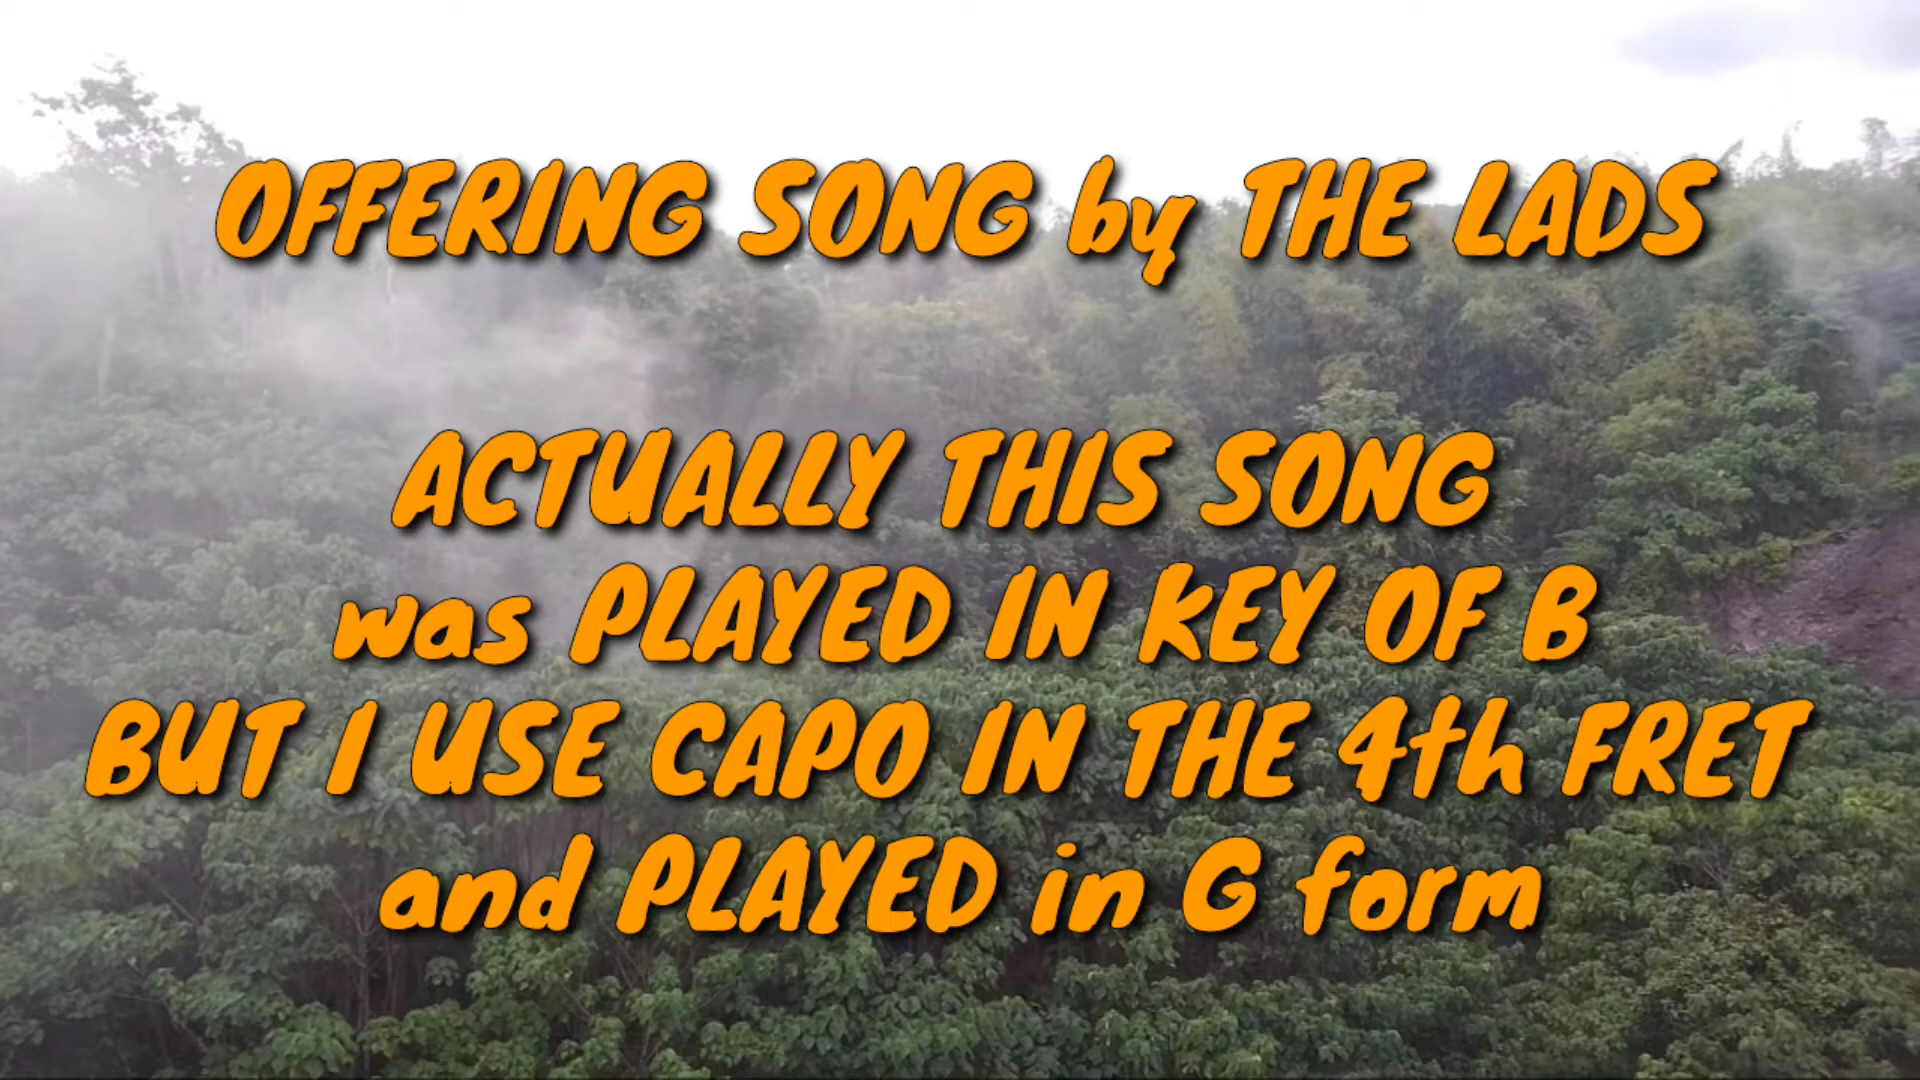 OFFERING SONG by THE LADS
ACTUALLY THIS SONG
was PLAYED IN KEY OF B
BUT I USE CAPO IN THE 4th FRET
and PLAYED in G form